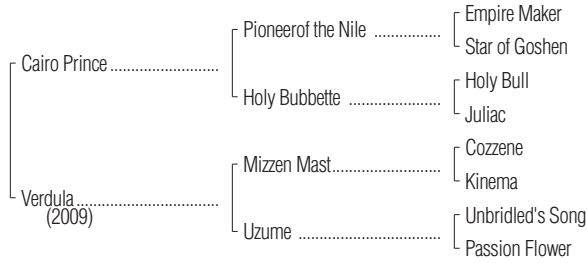 Empire Maker
Pioneerof the Nile ....................
Star of Goshen
Cairo Prince ...........................
Holy Bull
Holy Bubbette .......................
Juliac
Cozzene
Mizzen Mast...........................
Kinema
Verdula ..................................
(2009)
Unbridled's Song
Uzume ...................................
Passion Flower